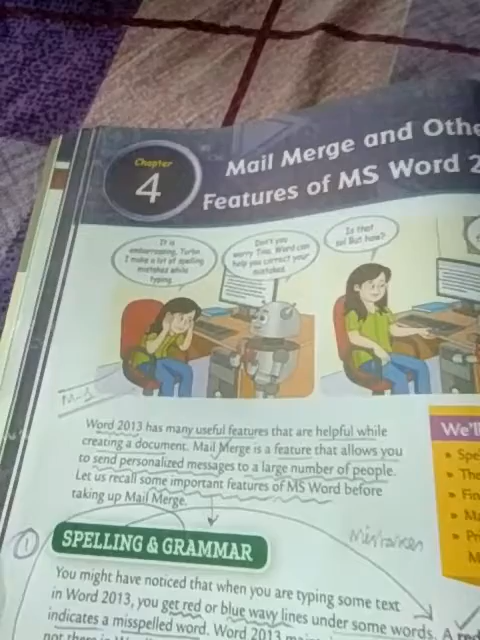 Chapter
4
Mail Merge and Othe
Features of MS Word 2
It is
embarrassing, Turbo
I make a lot of spelling
mistakes while
typing.
Don't you
worry Tina, Word can
help you correct your
mistakes.
Is that
so! But how?
M-1
Word 2013 has many useful features that are helpful while
creating a document. Mail Merge is a feature that allows you
to send personalized messages to a large number of people.
Let us recall some important features of MS Word before
taking up Mail Merge.
We'll
» Spe
» The
» Fin
» Ma
» Pri
M
Mistakes
1
SPELLING & GRAMMAR
You might have noticed that when you are typing some text
in Word 2013, you get red or blue wavy lines under some words. A red
indicates a misspelled word. Word 2013